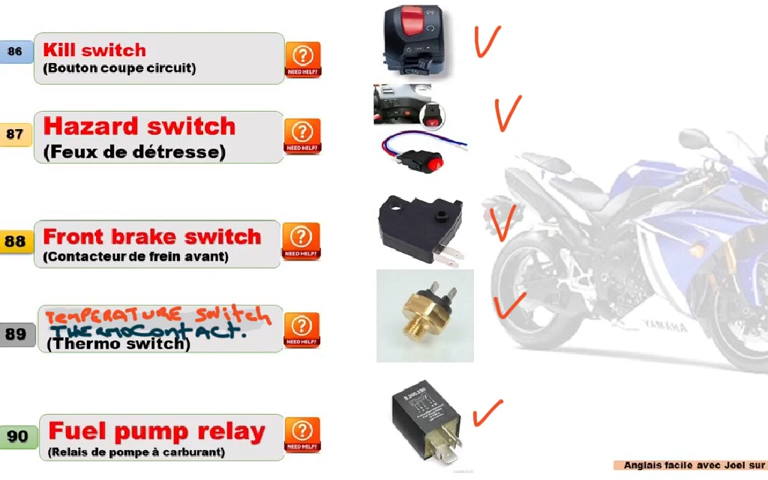 86
Kill switch
(Bouton coupe circuit)
NEED HELP!
87
Hazard switch
(Feux de détresse)
NEED HELP!
88
Front brake switch
(Contacteur de frein avant)
NEED HELP!
89
TEMPERATURE Switch
THERMOCONTACT.
(Thermo switch)
NEED HELP!
90
Fuel pump relay
(Relais de pompe à carburant)
NEED HELP!
YAMAHA
Anglais facile avec Joel sur